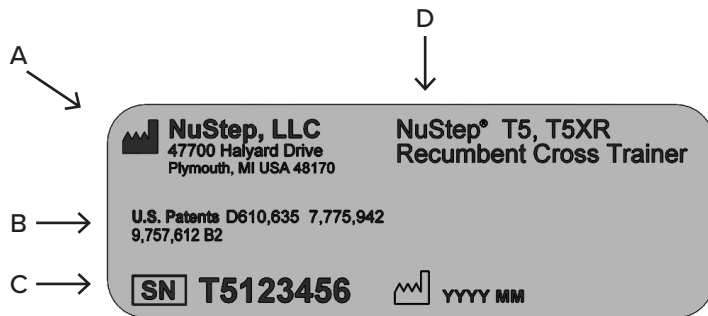 D
A
NuStep, LLC
47700 Halyard Drive
Plymouth, MI USA 48170
NuStep® T5, T5XR
Recumbent Cross Trainer
B
U.S. Patents D610,635 7,775,942
9,757,612 B2
C
SN T5123456
YYYY MM